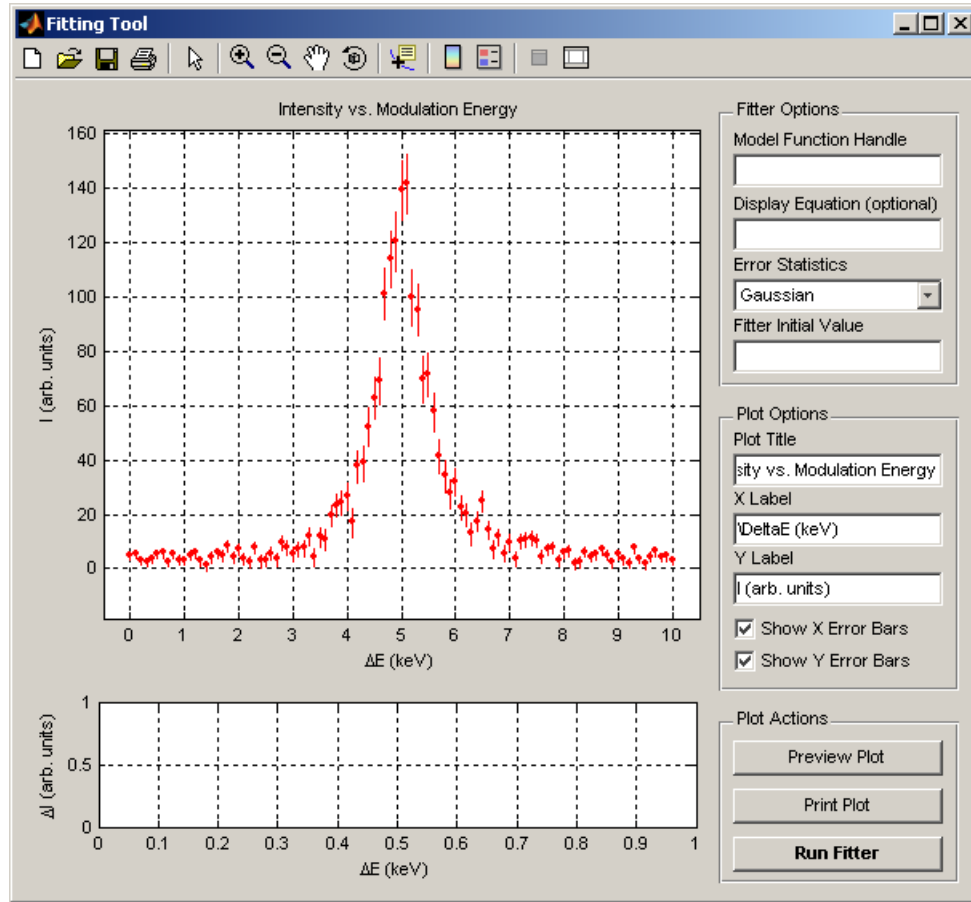 Fitting Tool
Intensity vs. Modulation Energy
160
140
120
100
80
60
40
20
0
I (arb. units)
0 1 2 3 4 5 6 7 8 9 10
ΔE (keV)
1
0.5
0
ΔI (arb. units)
0 0.1 0.2 0.3 0.4 0.5 0.6 0.7 0.8 0.9 1
ΔE (keV)
Fitter Options
Model Function Handle
Display Equation (optional)
Error Statistics
Gaussian
Fitter Initial Value
Plot Options
Plot Title
sity vs. Modulation Energy
X Label
\DeltaE (keV)
Y Label
I (arb. units)
Show X Error Bars
Show Y Error Bars
Plot Actions
Preview Plot
Print Plot
Run Fitter